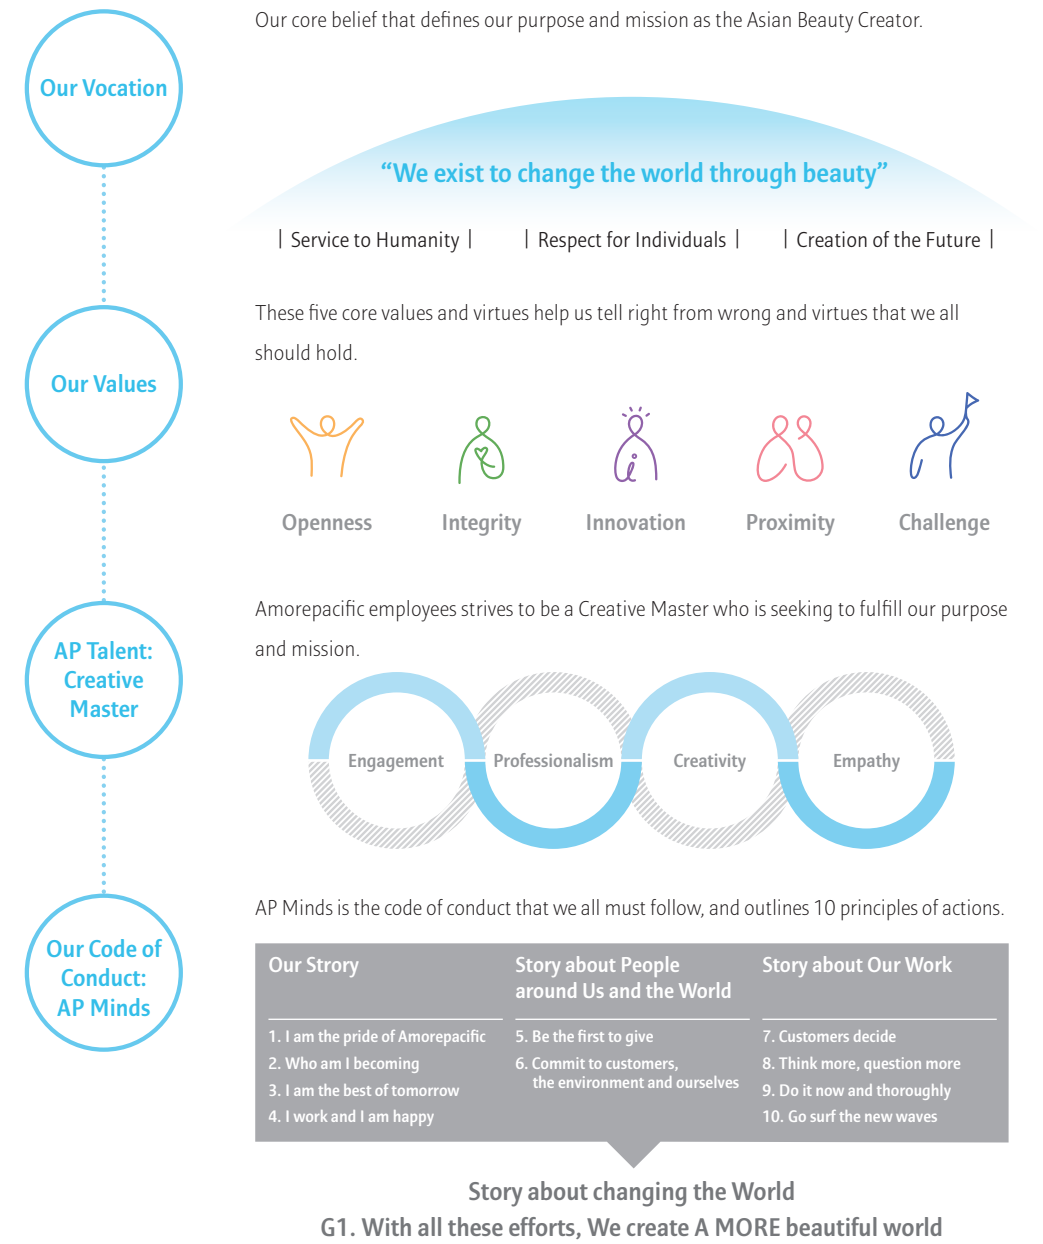 Our core belief that defines our purpose and mission as the Asian Beauty Creator.
Our Vocation
“We exist to change the world through beauty”
| Service to Humanity | | Respect for Individuals | | Creation of the Future |
These five core values and virtues help us tell right from wrong and virtues that we all
should hold.
Our Values
Openness Integrity Innovation Proximity Challenge
Amorepacific employees strives to be a Creative Master who is seeking to fulfill our purpose
and mission.
AP Talent:
Creative
Master
Engagement Professionalism Creativity Empathy
AP Minds is the code of conduct that we all must follow, and outlines 10 principles of actions.
Our Code of
Conduct:
AP Minds
Our Strory
1. I am the pride of Amorepacific
2. Who am I becoming
3. I am the best of tomorrow
4. I work and I am happy
Story about People
around Us and the World
5. Be the first to give
6. Commit to customers,
the environment and ourselves
Story about Our Work
7. Customers decide
8. Think more, question more
9. Do it now and thoroughly
10. Go surf the new waves
Story about changing the World
G1. With all these efforts, We create A MORE beautiful world